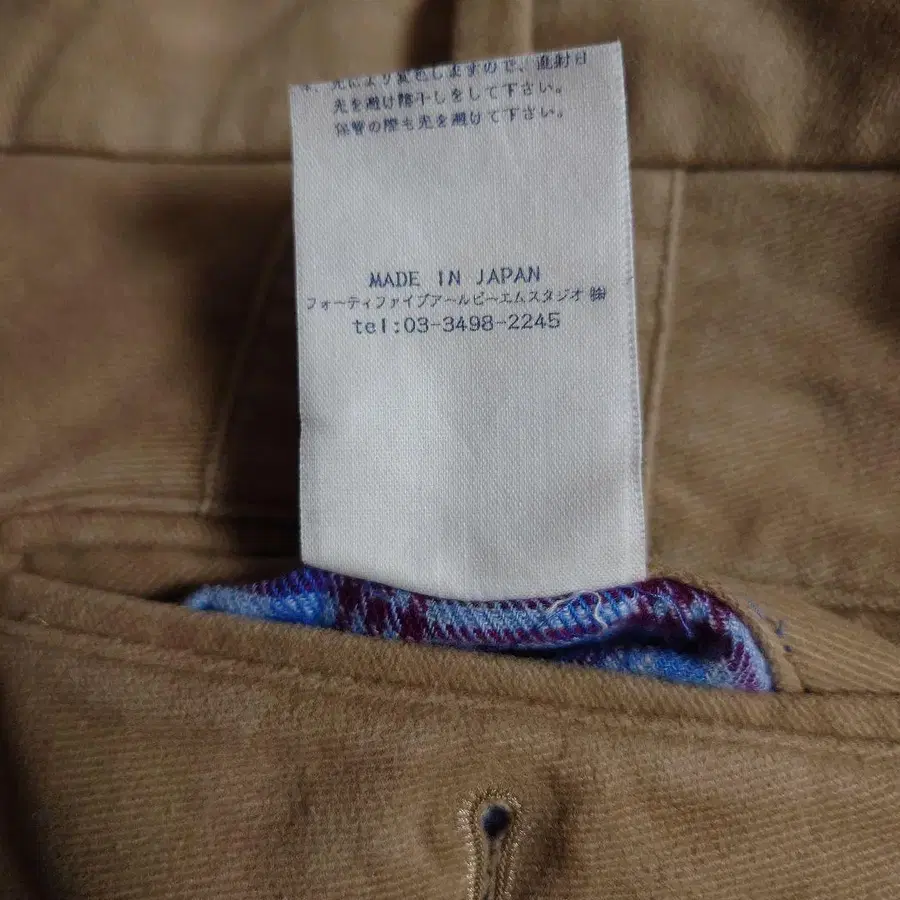 光により変色しますので、直射日
光を避け陰干しをして下さい。
保管の際も光を避けて下さい。
MADE IN JAPAN
フォーティファイブアールピーエムスタジオ ㈱
tel:03-3498-2245